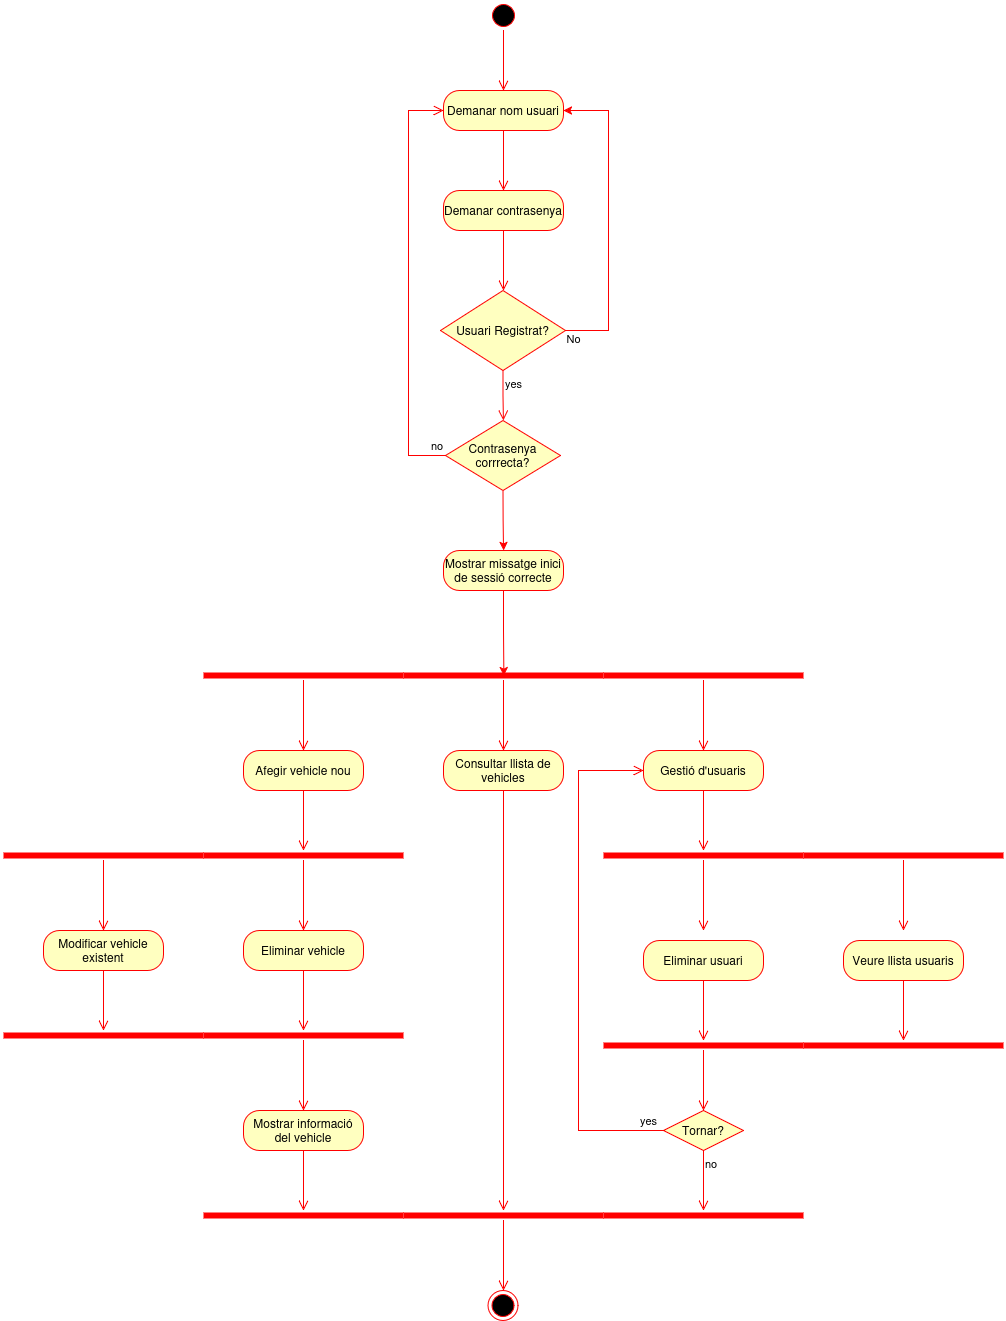 Demanar nom usuari
Demanar contrasenya
Usuari Registrat?
No
yes
no
Contrasenya
corrrecta?
Mostrar missatge inici
de sessió correcte
Afegir vehicle nou
Consultar llista de
vehicles
Gestió d'usuaris
Modificar vehicle
existent
Eliminar vehicle
Eliminar usuari
Veure llista usuaris
Mostrar informació
del vehicle
yes
Tornar?
no